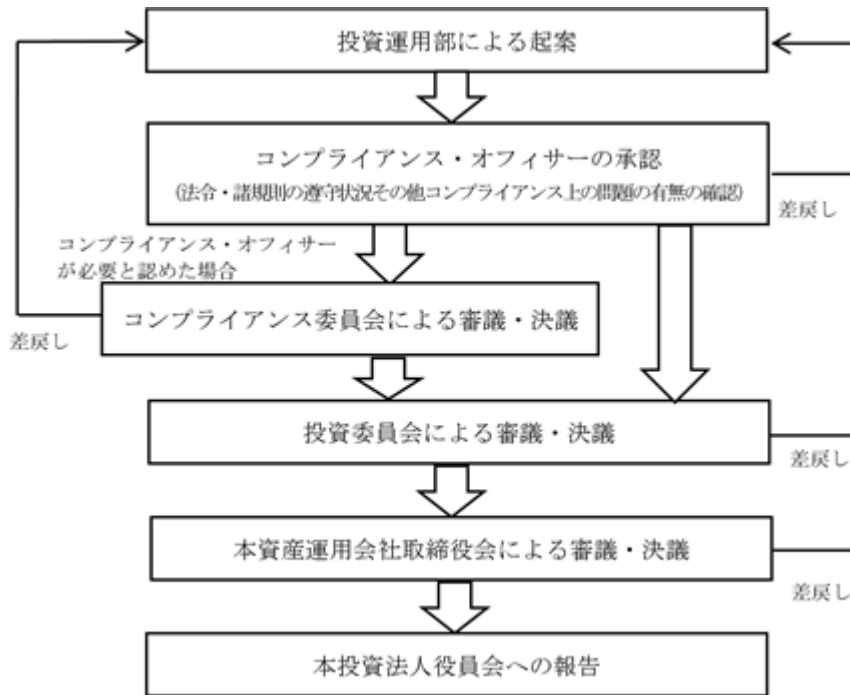 投資運用部による起案
コンプライアンス・オフィサーの承認
(法令・諸規則の遵守状況その他コンプライアンス上の問題の有無の確認)
差戻し
コンプライアンス・オフィサー
が必要と認めた場合
コンプライアンス委員会による審議・決議
差戻し
投資委員会による審議・決議
差戻し
本資産運用会社取締役会による審議・決議
差戻し
本投資法人役員会への報告